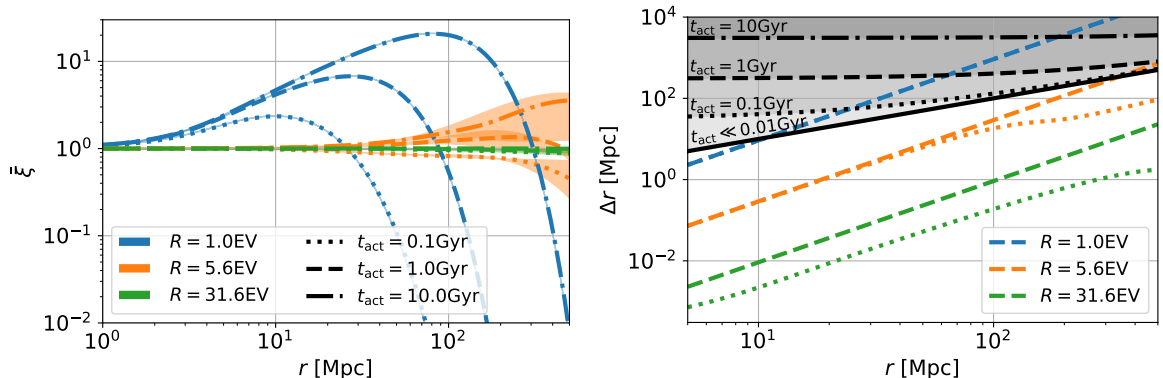 10¹
10⁰
10⁻¹
10⁻²
ξ̄
R = 1.0EV
R = 5.6EV
R = 31.6EV
t_act = 0.1Gyr
t_act = 1.0Gyr
t_act = 10.0Gyr
10⁰
10¹
10²
r [Mpc]
10⁴
10²
10⁰
10⁻²
Δr [Mpc]
t_act = 10Gyr
t_act = 1Gyr
t_act = 0.1Gyr
t_act ≪ 0.01Gyr
R = 1.0EV
R = 5.6EV
R = 31.6EV
10¹
10²
r [Mpc]